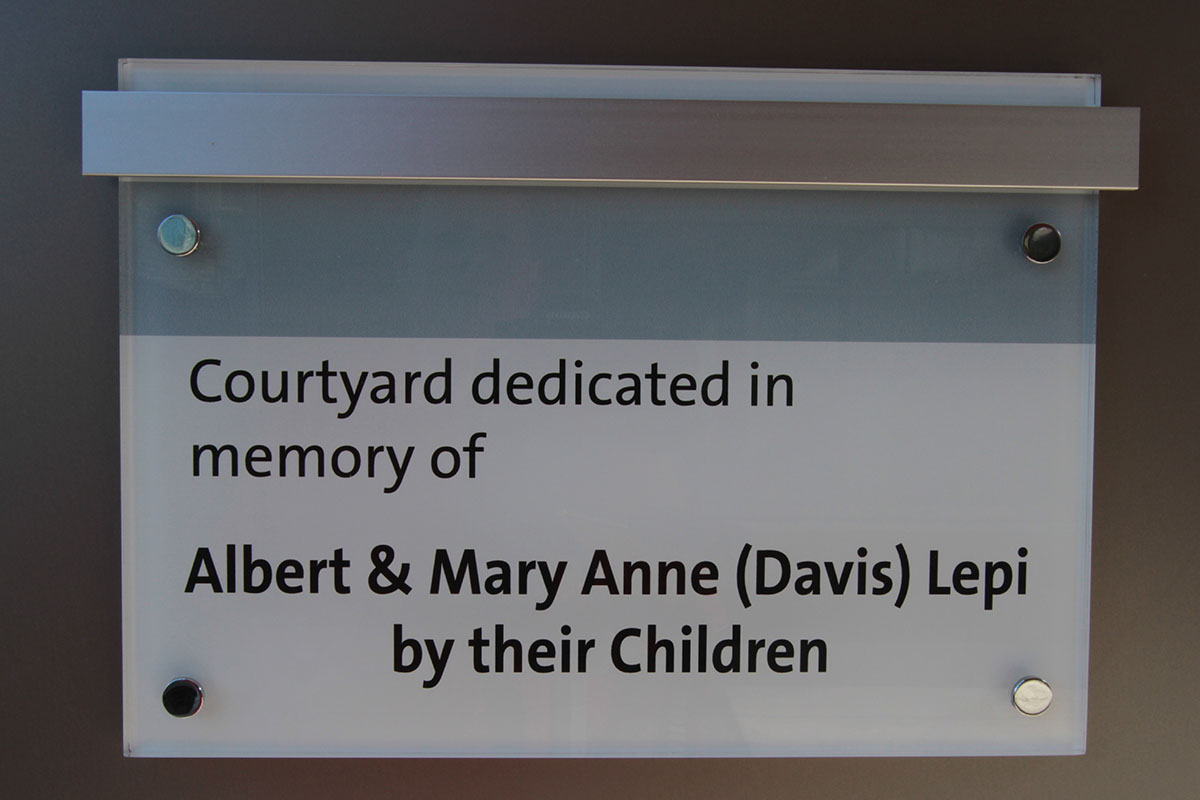 Courtyard dedicated in
memory of
Albert & Mary Anne (Davis) Lepi
by their Children